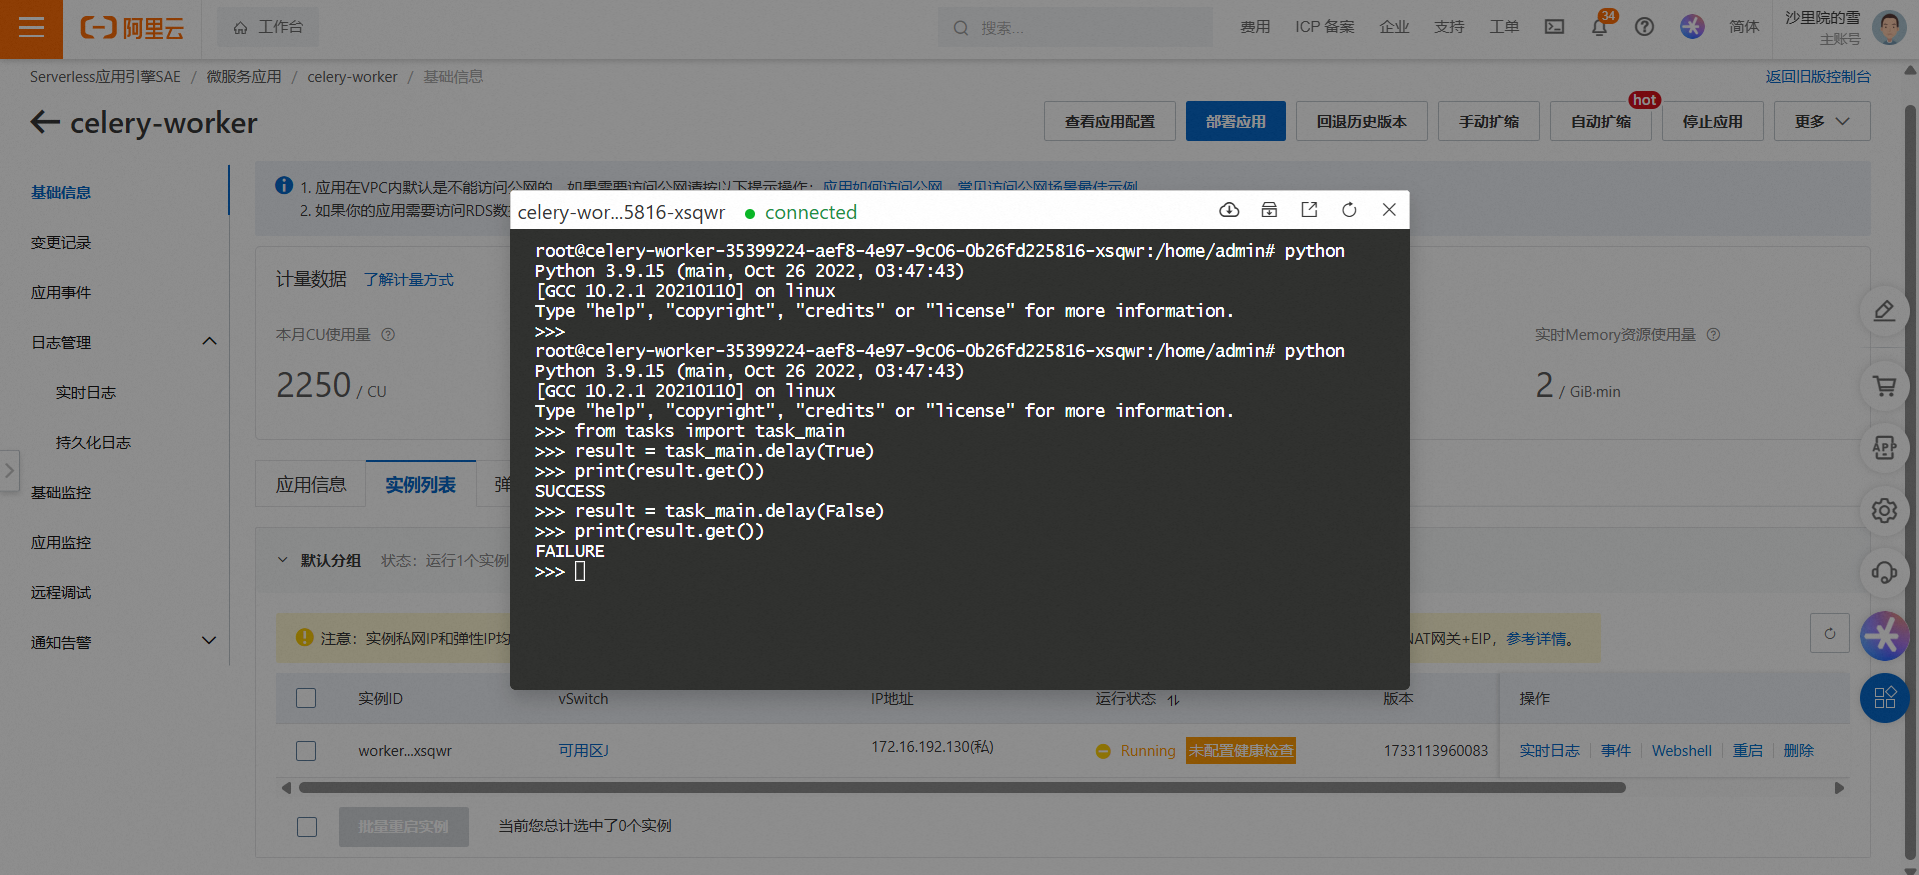 阿里云
工作台
搜索...
费用
ICP 备案
企业
支持
工单
34
简体
沙里院的雪
主账号
Serverless应用引擎SAE / 微服务应用 / celery-worker / 基础信息
返回旧版控制台
celery-worker
查看应用配置
部署应用
回退历史版本
手动扩缩
自动扩缩
hot
停止应用
更多
基础信息
变更记录
应用事件
日志管理
实时日志
持久化日志
基础监控
应用监控
远程调试
通知告警
1. 应用在VPC内默认是不能访问公网的。如果需要访问公网请按以下提示操作：应用如何访问公网、常见访问公网场景最佳示例
2. 如果你的应用需要访问RDS数
计量数据 了解计量方式
本月CU使用量
2250 / CU
实时Memory资源使用量
2 / GiB·min
应用信息
实例列表
弹
默认分组 状态：运行1个实例
celery-wor...5816-xsqwr ● connected
root@celery-worker-35399224-aef8-4e97-9c06-0b26fd225816-xsqwr:/home/admin# python
Python 3.9.15 (main, Oct 26 2022, 03:47:43)
[GCC 10.2.1 20210110] on linux
Type "help", "copyright", "credits" or "license" for more information.
>>>
root@celery-worker-35399224-aef8-4e97-9c06-0b26fd225816-xsqwr:/home/admin# python
Python 3.9.15 (main, Oct 26 2022, 03:47:43)
[GCC 10.2.1 20210110] on linux
Type "help", "copyright", "credits" or "license" for more information.
>>> from tasks import task_main
>>> result = task_main.delay(True)
>>> print(result.get())
SUCCESS
>>> result = task_main.delay(False)
>>> print(result.get())
FAILURE
>>>
注意：实例私网IP和弹性IP均
NAT网关+EIP，参考详情。
实例ID
vSwitch
IP地址
运行状态
版本
操作
worker...xsqwr
可用区J
172.16.192.130(私)
Running
未配置健康检查
1733113960083
实时日志
事件
Webshell
重启
删除
批量重启实例
当前您总计选中了0个实例
API